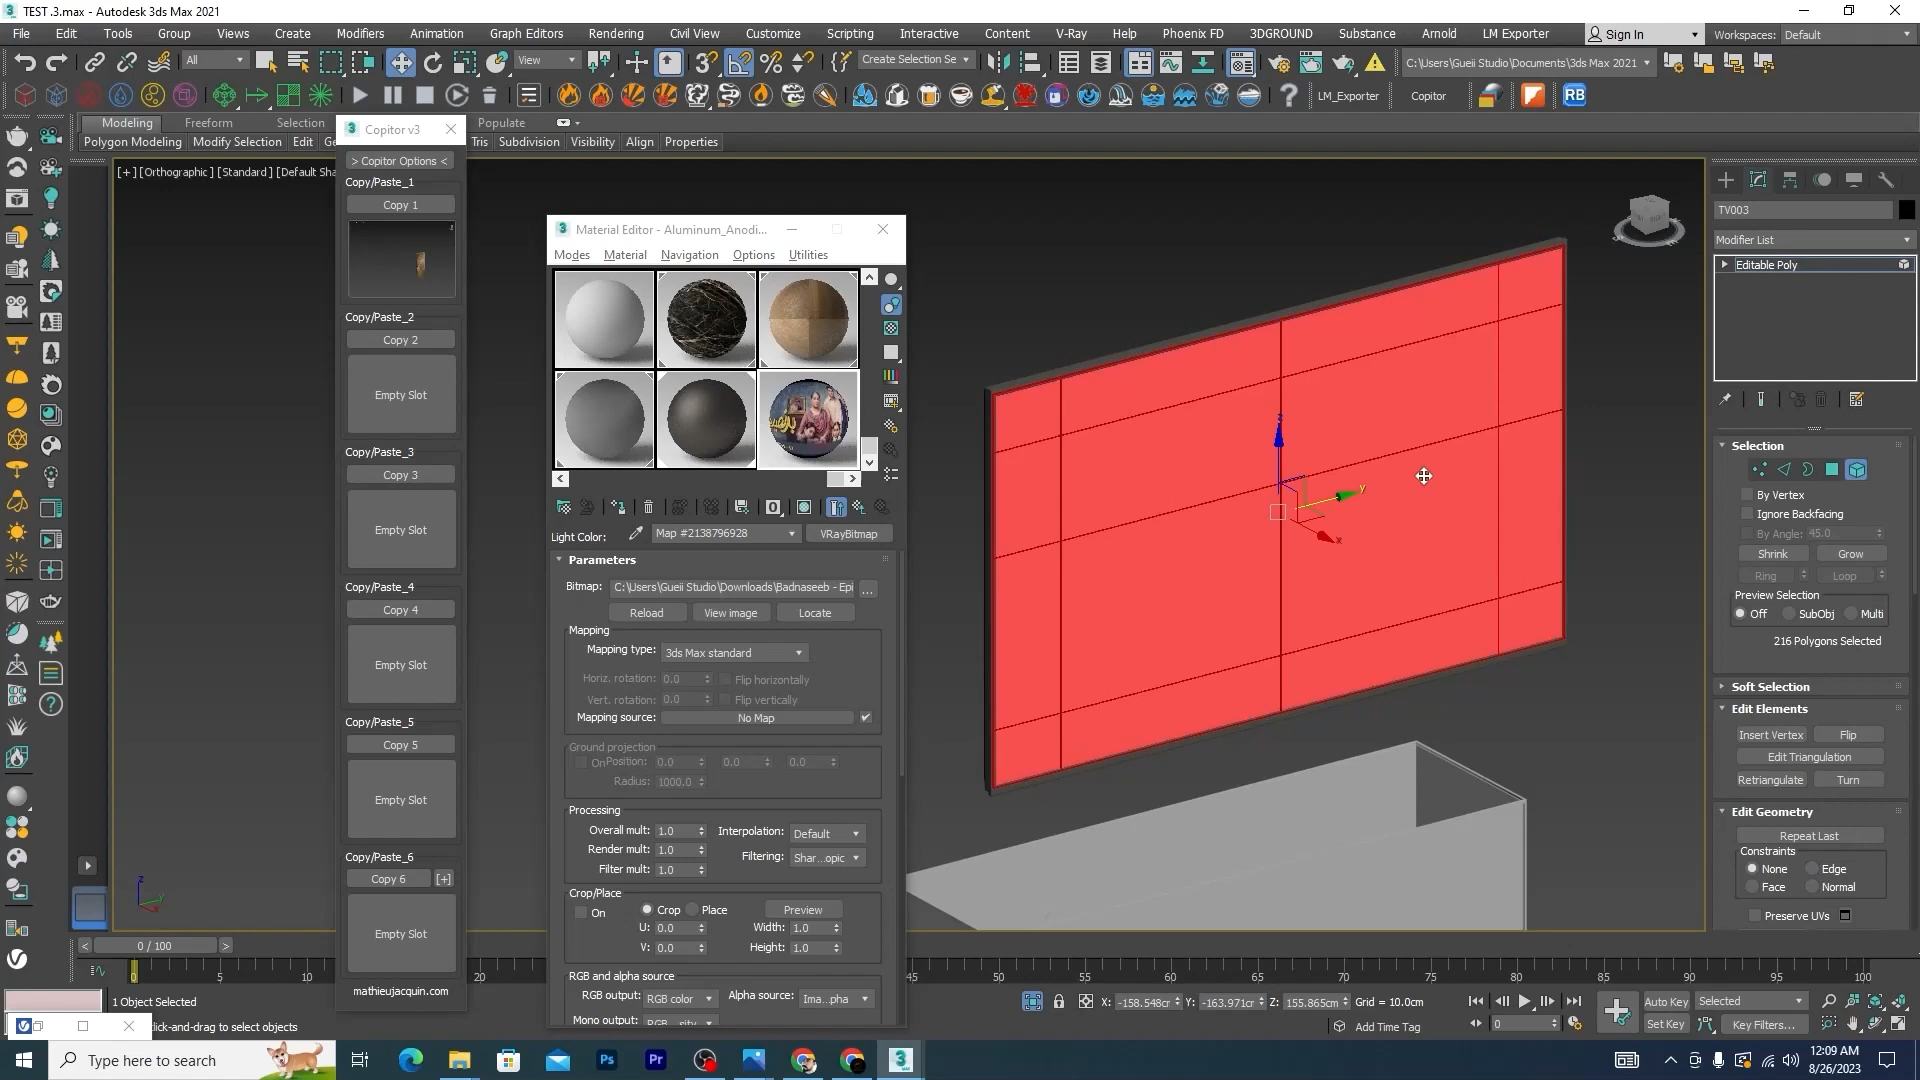 TEST .3.max - Autodesk 3ds Max 2021
File Edit Tools Group Views Create Modifiers Animation Graph Editors Rendering Civil View Customize Scripting Interactive Content V-Ray Help Phoenix FD 3DGROUND Substance Arnold LM Exporter Sign In Workspaces: Default
All View Create Selection Se C:\Users\Gueii Studio\Documents\3ds Max 2021
LM_Exporter Copitor RB
Modeling Freeform Selection Populate
Polygon Modeling Modify Selection Edit Ge Tris Subdivision Visibility Align Properties
[+] [Orthographic ] [Standard ] [Default Sha
Copitor v3
> Copitor Options <
Copy/Paste_1
Copy 1
Copy/Paste_2
Copy 2
Empty Slot
Copy/Paste_3
Copy 3
Empty Slot
Copy/Paste_4
Copy 4
Empty Slot
Copy/Paste_5
Copy 5
Empty Slot
Copy/Paste_6
Copy 6 [+]
Empty Slot
mathieujacquin.com
Material Editor - Aluminum_Anodi...
Modes Material Navigation Options Utilities
Light Color: Map #2138796928 VRayBitmap
Parameters
Bitmap: C:\Users\Gueii Studio\Downloads\Badnaseeb - Epi ...
Reload View image Locate
Mapping
Mapping type: 3ds Max standard
Horiz. rotation: 0.0 Flip horizontally
Vert. rotation: 0.0 Flip vertically
Mapping source: No Map
Ground projection
On Position: 0.0 0.0 0.0
Radius: 1000.0
Processing
Overall mult: 1.0 Interpolation: Default
Render mult: 1.0
Filtering: Shar...opic
Filter mult: 1.0
Crop/Place
On Crop Place Preview
U: 0.0 Width: 1.0
V: 0.0 Height: 1.0
RGB and alpha source
RGB output: RGB color Alpha source: Ima...pha
Mono output:
z
y
x
TV003
Modifier List
Editable Poly
Selection
By Vertex
Ignore Backfacing
By Angle: 45.0
Shrink Grow
Ring Loop
Preview Selection
Off SubObj Multi
216 Polygons Selected
Soft Selection
Edit Elements
Insert Vertex Flip
Edit Triangulation
Retriangulate Turn
Edit Geometry
Repeat Last
Constraints
None Edge
Face Normal
Preserve UVs
z
< 0 / 100 >
0 5 10 20 45 50 55 60 65 70 75 80 85 90 95 100
1 Object Selected
click-and-drag to select objects
X: -158.548cm Y: -163.971cm Z: 155.865cm Grid = 10.0cm
Add Time Tag
0
Auto Key Selected
Set Key Key Filters...
Type here to search
Ps Pr 3
12:09 AM
8/26/2023